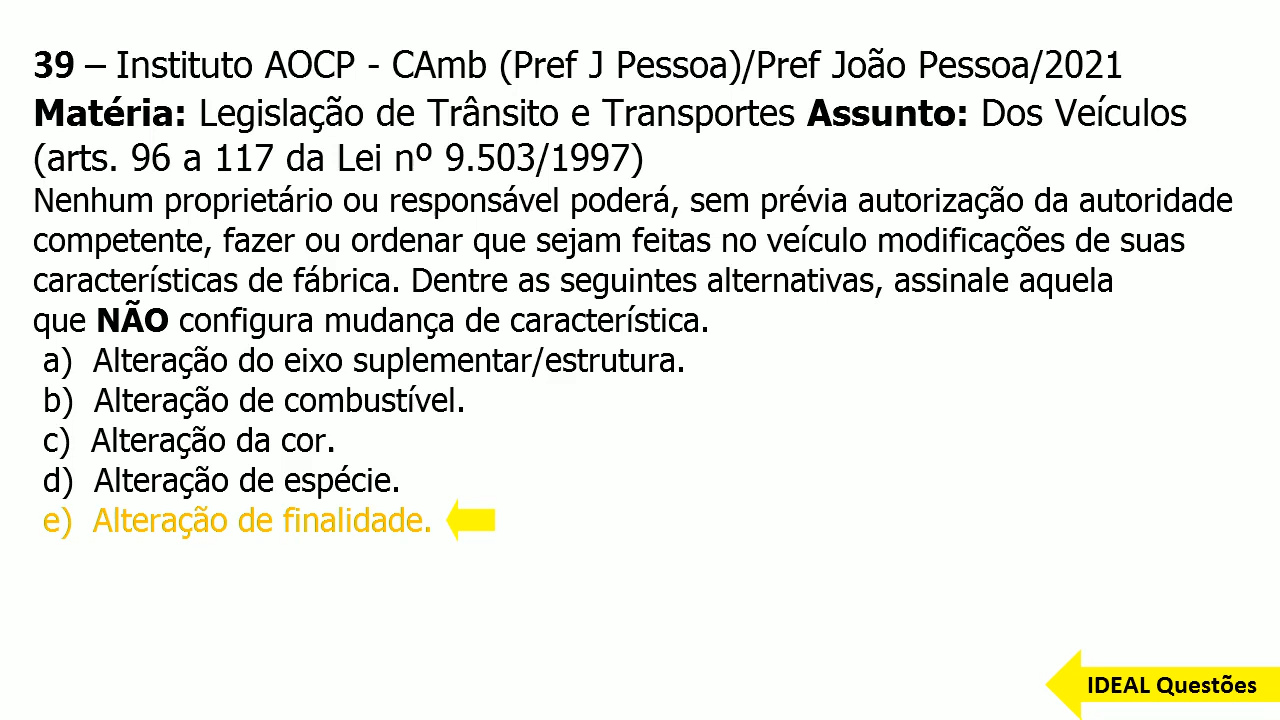 39 – Instituto AOCP - CAmb (Pref J Pessoa)/Pref João Pessoa/2021
Matéria: Legislação de Trânsito e Transportes Assunto: Dos Veículos
(arts. 96 a 117 da Lei nº 9.503/1997)
Nenhum proprietário ou responsável poderá, sem prévia autorização da autoridade
competente, fazer ou ordenar que sejam feitas no veículo modificações de suas
características de fábrica. Dentre as seguintes alternativas, assinale aquela
que NÃO configura mudança de característica.
a) Alteração do eixo suplementar/estrutura.
b) Alteração de combustível.
c) Alteração da cor.
d) Alteração de espécie.
e) Alteração de finalidade.
IDEAL Questões